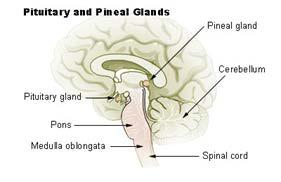 Pituitary and Pineal Glands
Pineal gland
Cerebellum
Pituitary gland
Pons
Medulla oblongata
Spinal cord